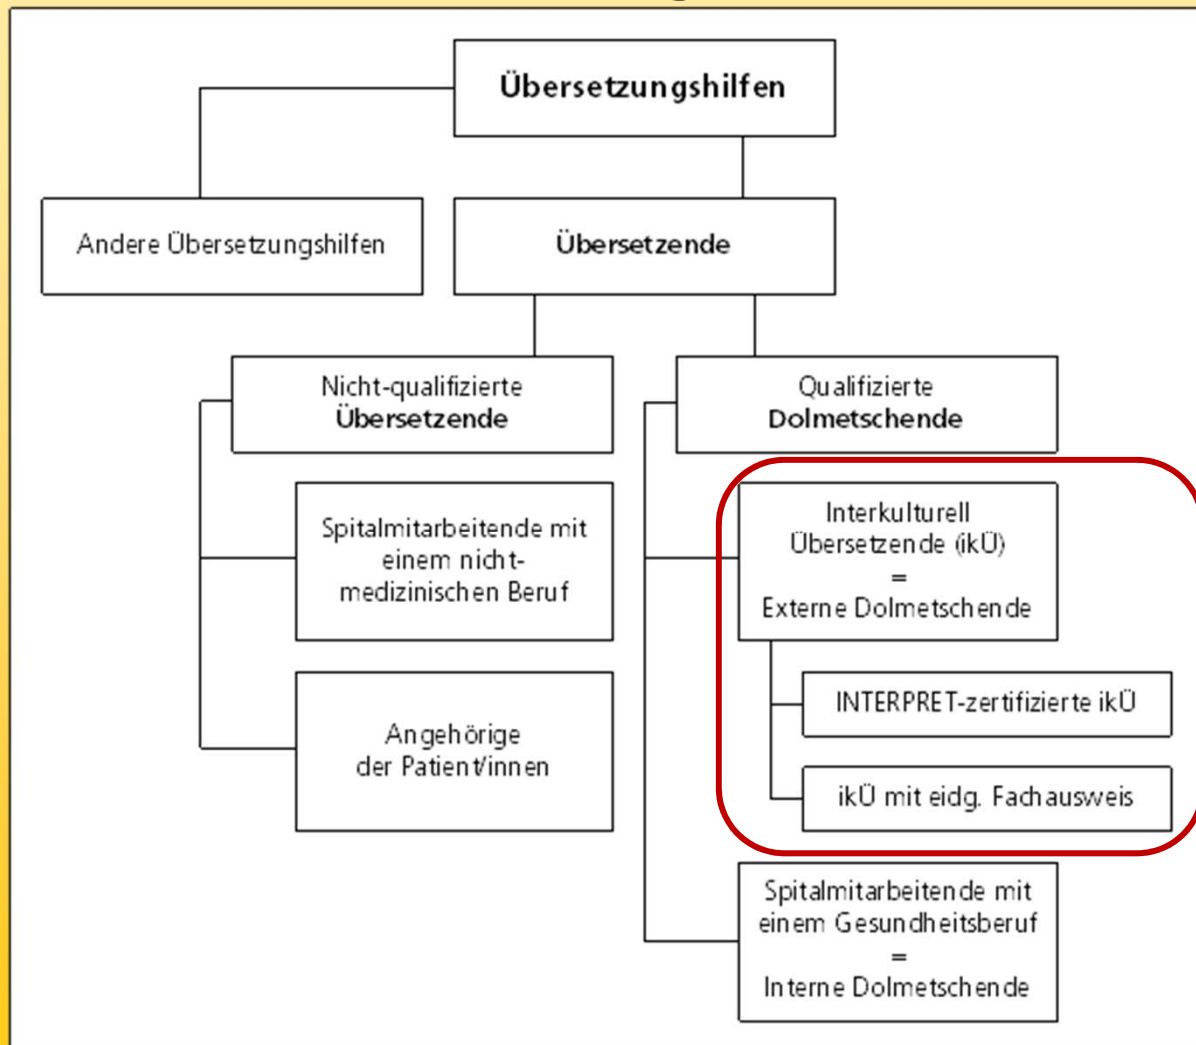 Übersetzungshilfen
Andere Übersetzungshilfen
Übersetzende
Nicht-qualifizierte
Übersetzende
Qualifizierte
Dolmetschende
Spitalmitarbeitende mit
einem nicht-
medizinischen Beruf
Interkulturell
Übersetzende (ikÜ)
=
Externe Dolmetschende
INTERPRET-zertifizierte ikÜ
Angehörige
der Patient/innen
ikÜ mit eidg. Fachausweis
Spitalmitarbeitende mit
einem Gesundheitsberuf
=
Interne Dolmetschende